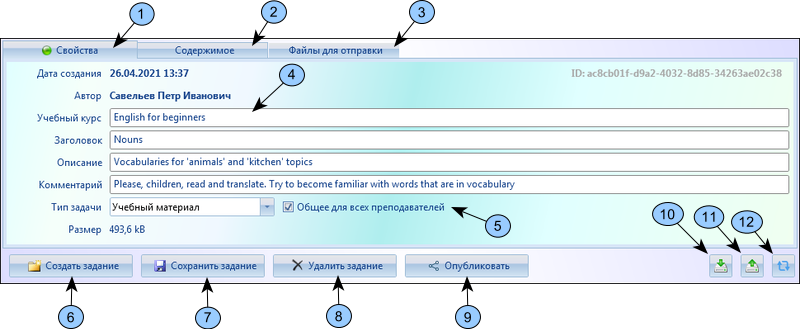 1 2 3
Свойства Содержимое Файлы для отправки
Дата создания 26.04.2021 13:37 ID: ac8cb01f-d9a2-4032-8d85-34263ae02c38
4
Автор Савельев Петр Иванович
Учебный курс English for beginners
Заголовок Nouns
Описание Vocabularies for 'animals' and 'kitchen' topics
Комментарий Please, children, read and translate. Try to become familiar with words that are in vocabulary
Тип задачи Учебный материал Общее для всех преподавателей
5 10 11 12
Размер 493,6 kB
Создать задание Сохранить задание Удалить задание Опубликовать
6 7 8 9